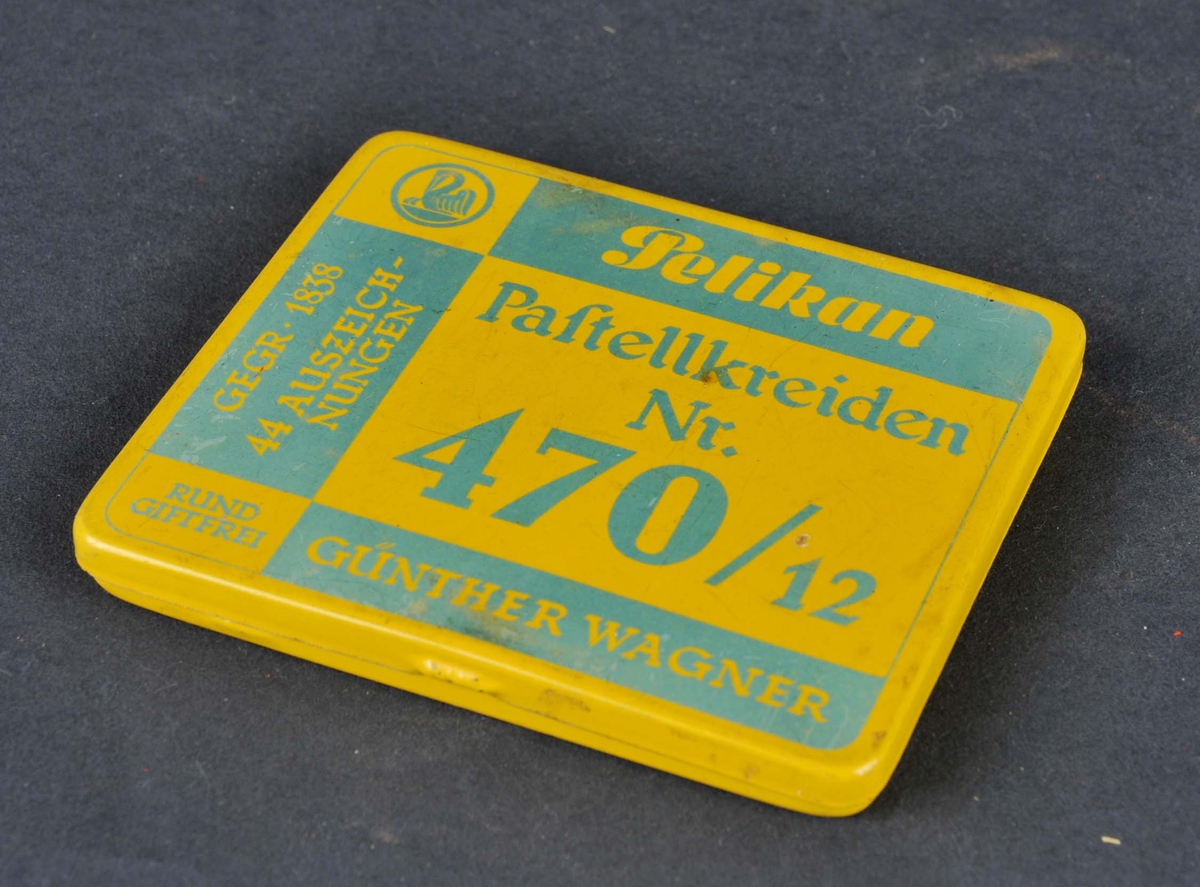 Pelikan
Paſtellkreiden
Nr.
470/12
GEGR. 1838
44 AUSZEICH-
NUNGEN
RUND
GIFTFREI
GÜNTHER WAGNER